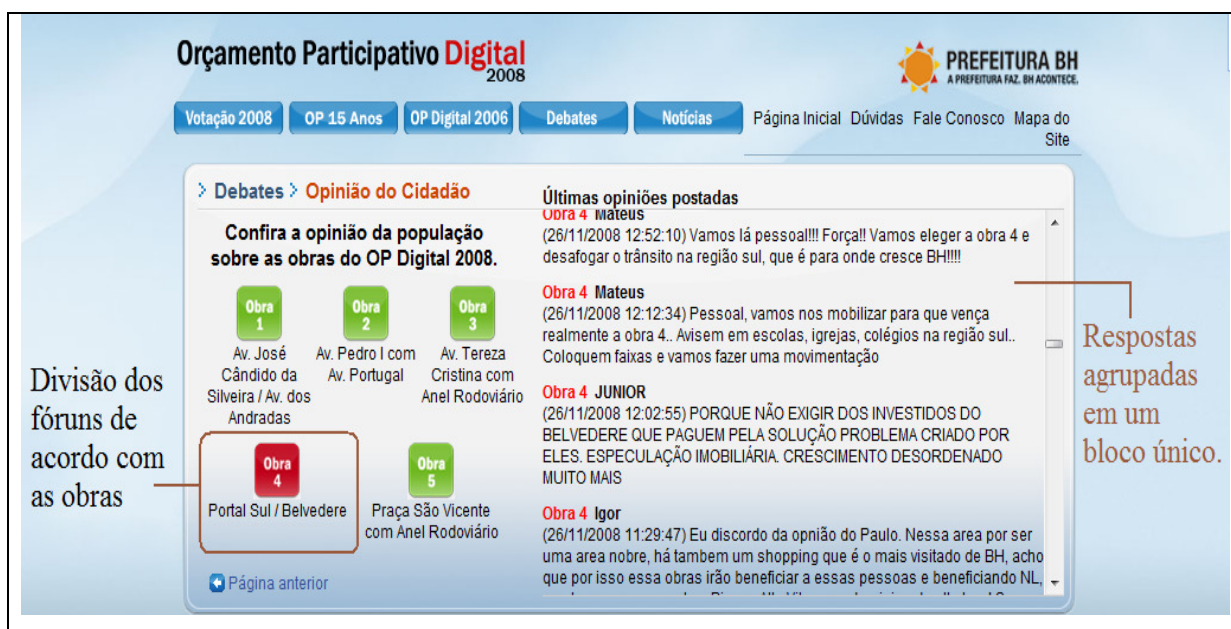 Orçamento Participativo Digital
2008
PREFEITURA BH
A PREFEITURA FAZ. BH ACONTECE.
Votação 2008
OP 15 Anos
OP Digital 2006
Debates
Notícias
Página Inicial Dúvidas Fale Conosco Mapa do
Site
Debates Opinião do Cidadão
Confira a opinião da população
sobre as obras do OP Digital 2008.
Obra
1
Av. José
Cândido da
Silveira / Av. dos
Andradas
Obra
2
Av. Pedro I com
Av. Portugal
Obra
3
Av. Tereza
Cristina com
Anel Rodoviário
Obra
4
Portal Sul / Belvedere
Obra
5
Praça São Vicente
com Anel Rodoviário
Página anterior
Últimas opiniões postadas
Obra 4 Mateus
(26/11/2008 12:52:10) Vamos lá pessoal!!! Força!! Vamos eleger a obra 4 e
desafogar o trânsito na região sul, que é para onde cresce BH!!!!
Obra 4 Mateus
(26/11/2008 12:12:34) Pessoal, vamos nos mobilizar para que vença
realmente a obra 4.. Avisem em escolas, igrejas, colégios na região sul..
Coloquem faixas e vamos fazer uma movimentação
Obra 4 JUNIOR
(26/11/2008 12:02:55) PORQUE NÃO EXIGIR DOS INVESTIDOS DO
BELVEDERE QUE PAGUEM PELA SOLUÇÃO PROBLEMA CRIADO POR
ELES. ESPECULAÇÃO IMOBILIÁRIA. CRESCIMENTO DESORDENADO
MUITO MAIS
Obra 4 Igor
(26/11/2008 11:29:47) Eu discordo da opnião do Paulo. Nessa area por ser
uma area nobre, há tambem um shopping que é o mais visitado de BH, acho
que por isso essa obras irão beneficiar a essas pessoas e beneficiando NL,
Divisão dos
fóruns de
acordo com
as obras
Respostas
agrupadas
em um
bloco único.